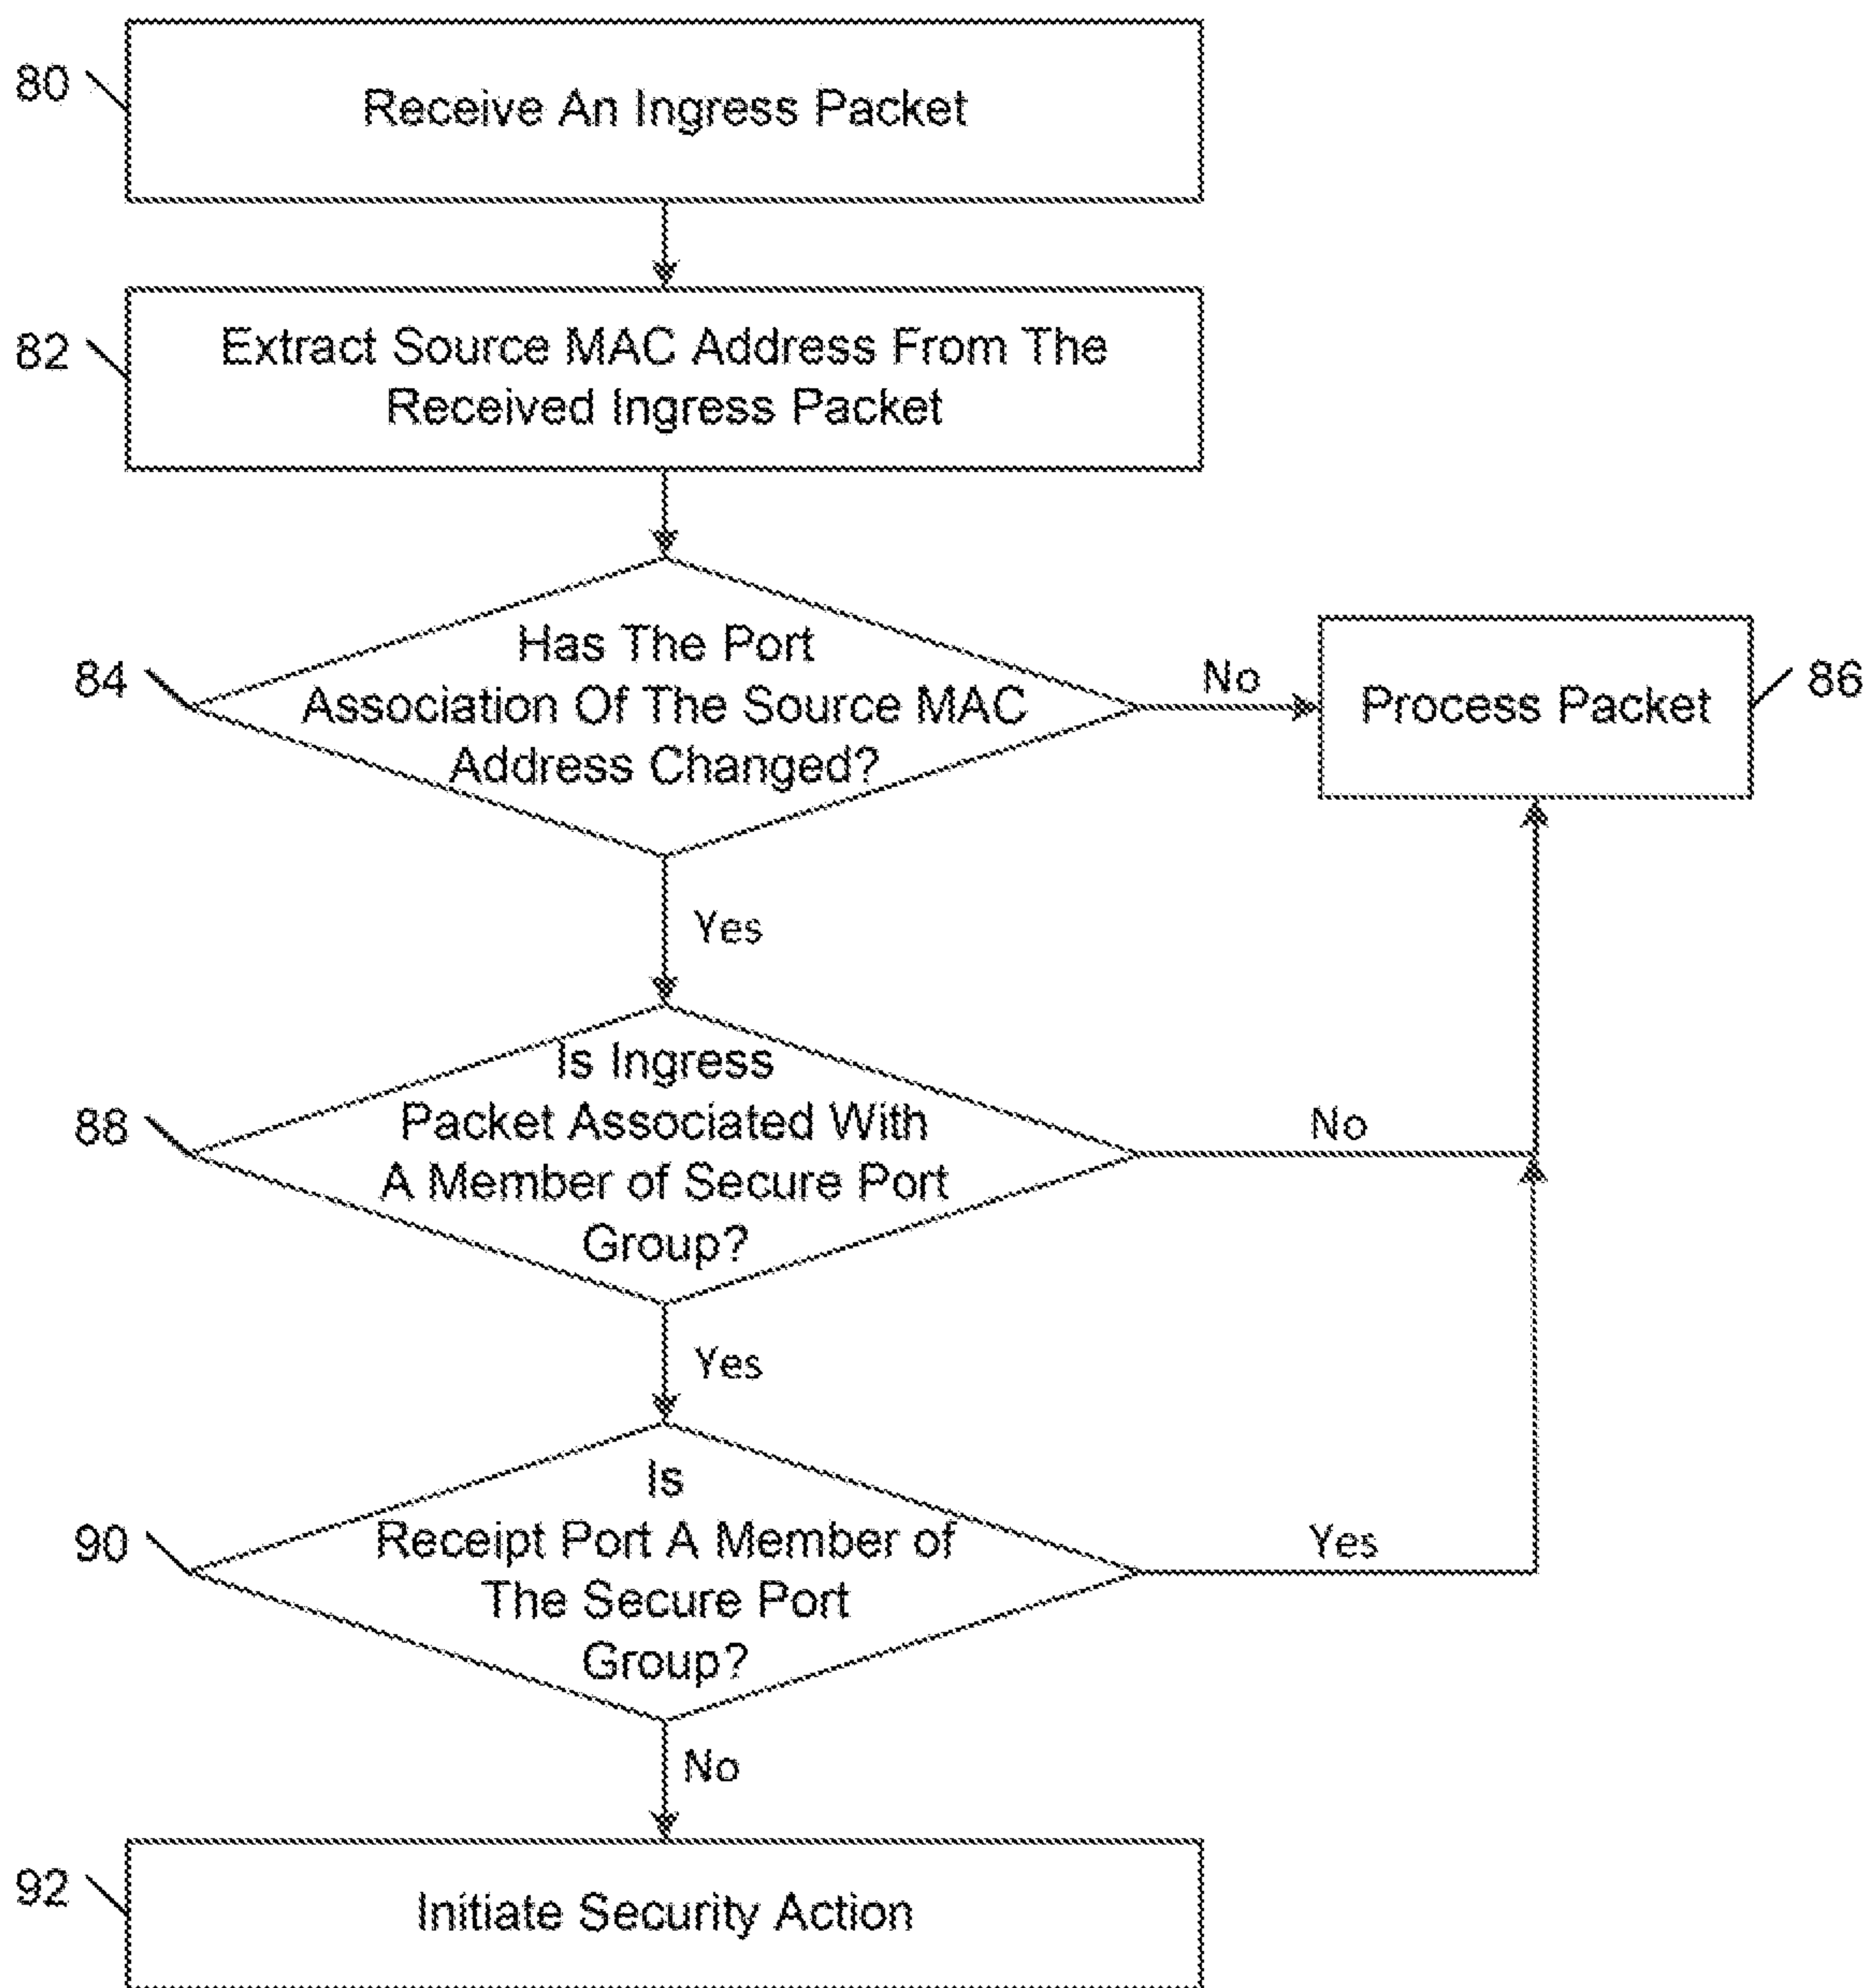 80
Receive An Ingress Packet
82
Extract Source MAC Address From The
Received Ingress Packet
84
Has The Port
Association Of The Source MAC
Address Changed?
No
Process Packet
86
Yes
88
Is Ingress
Packet Associated With
A Member of Secure Port
Group?
No
Yes
90
Is
Receipt Port A Member of
The Secure Port
Group?
Yes
No
92
Initiate Security Action